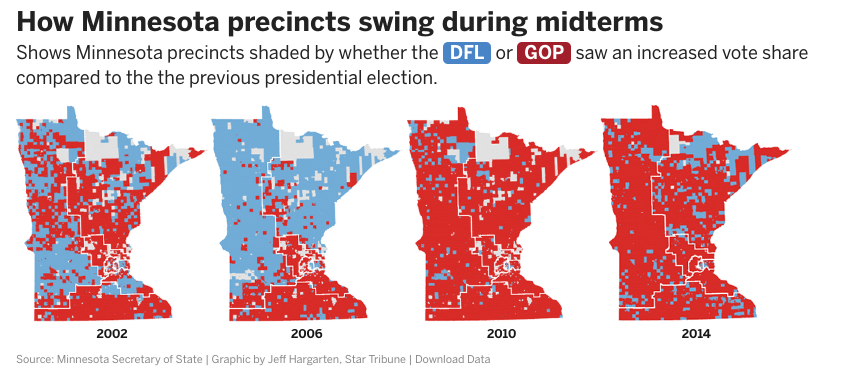 How Minnesota precincts swing during midterms
Shows Minnesota precincts shaded by whether the DFL or GOP saw an increased vote share
compared to the the previous presidential election.
2002 2006 2010 2014
Source: Minnesota Secretary of State | Graphic by Jeff Hargarten, Star Tribune | Download Data